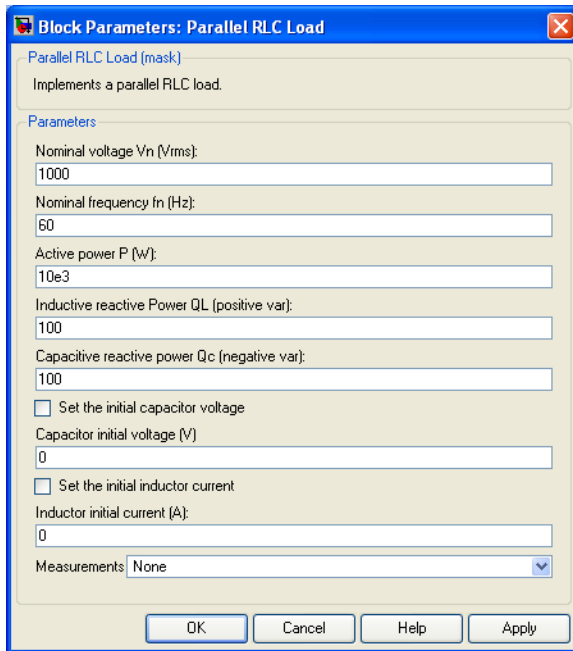 Block Parameters: Parallel RLC Load
Parallel RLC Load (mask)
Implements a parallel RLC load.
Parameters
Nominal voltage Vn (Vrms):
1000
Nominal frequency fn (Hz):
60
Active power P (W):
10e3
Inductive reactive Power QL (positive var):
100
Capacitive reactive power Qc (negative var):
100
Set the initial capacitor voltage
Capacitor initial voltage (V)
0
Set the initial inductor current
Inductor initial current (A):
0
Measurements None
OK Cancel Help Apply